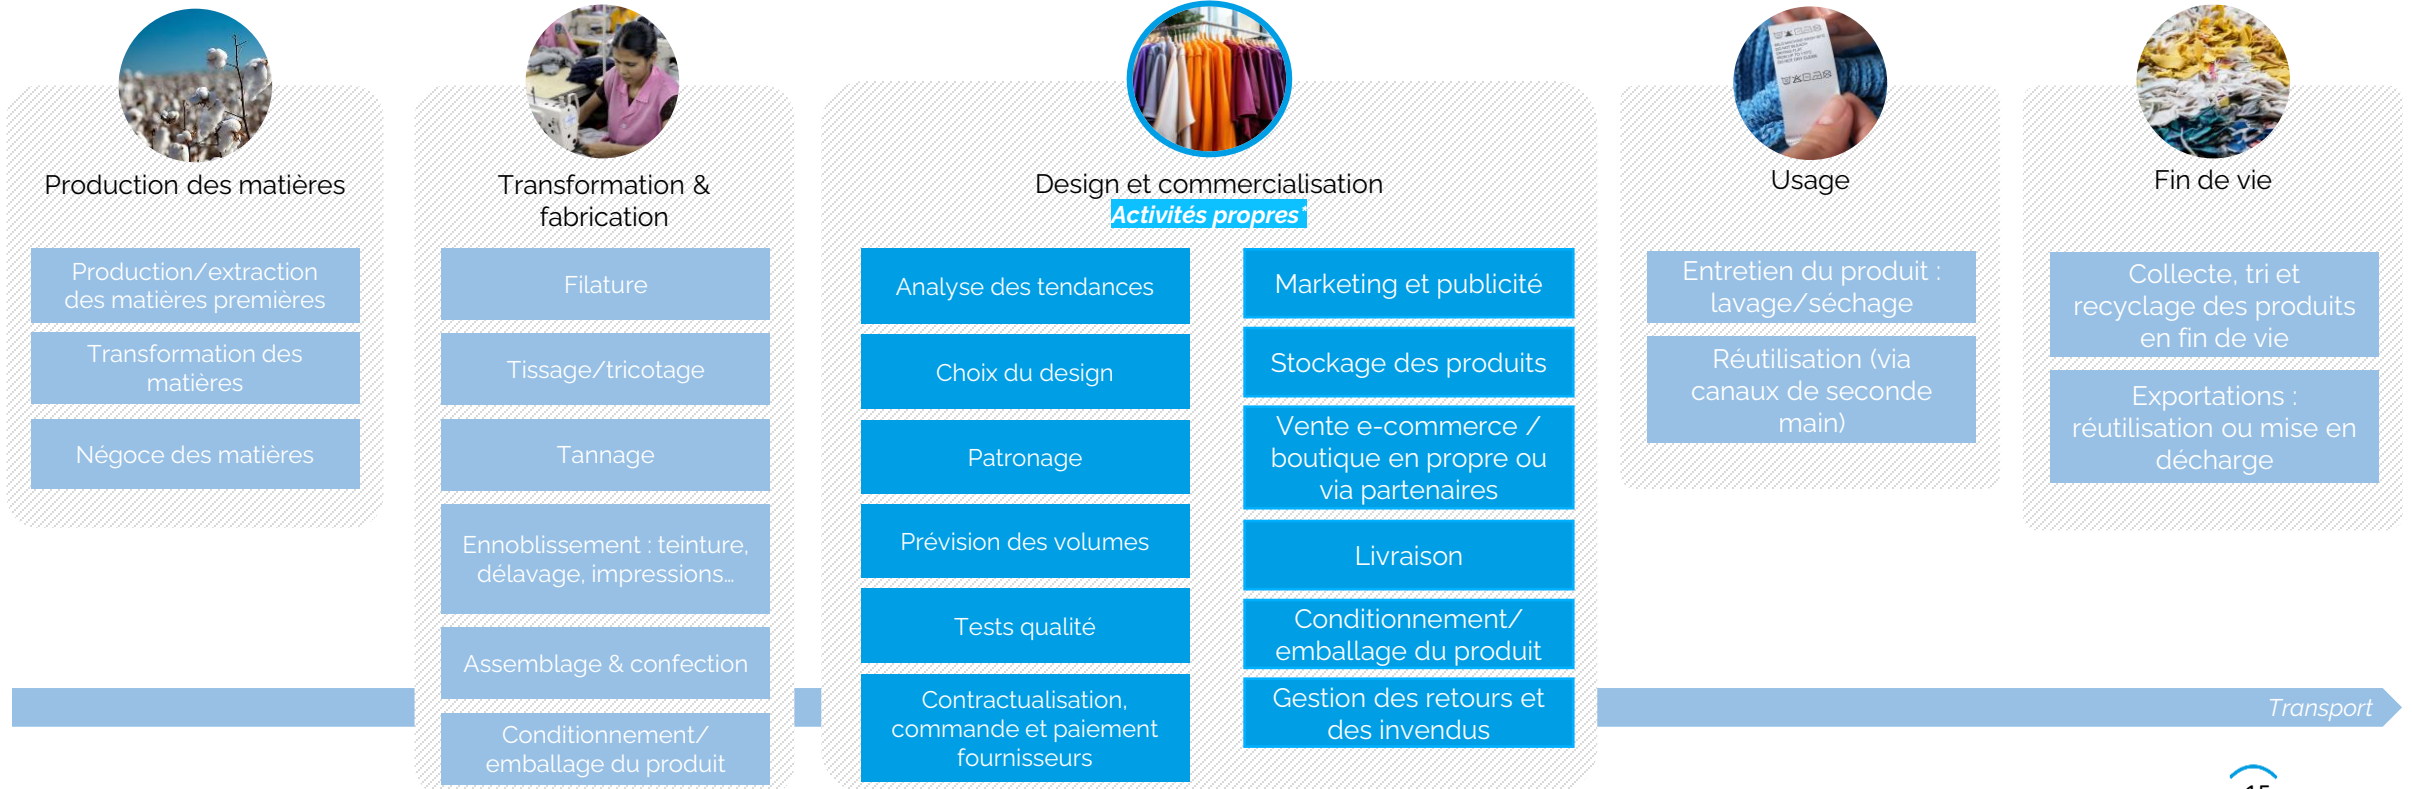 Production des matières
Production/extraction
des matières premières
Transformation des
matières
Négoce des matières
Transformation &
fabrication
Filature
Tissage/tricotage
Tannage
Ennoblissement : teinture,
délavage, impressions…
Assemblage & confection
Conditionnement/
emballage du produit
Design et commercialisation
Activités propres*
Analyse des tendances
Choix du design
Patronage
Prévision des volumes
Tests qualité
Contractualisation,
commande et paiement
fournisseurs
Marketing et publicité
Stockage des produits
Vente e-commerce /
boutique en propre ou
via partenaires
Livraison
Conditionnement/
emballage du produit
Gestion des retours et
des invendus
Usage
Entretien du produit :
lavage/séchage
Réutilisation (via
canaux de seconde
main)
Fin de vie
Collecte, tri et
recyclage des produits
en fin de vie
Exportations :
réutilisation ou mise en
décharge
Transport